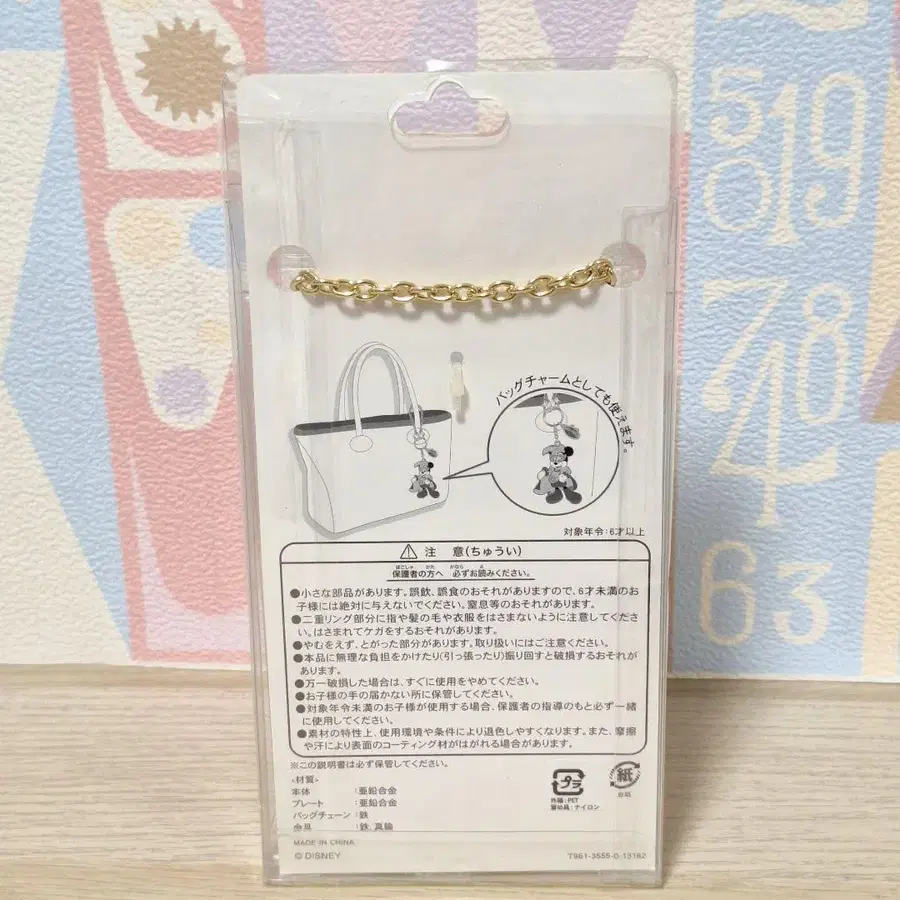 5019
7
48
4
63
バッグチャームとしても使えます。
対象年令:6才以上
注 意(ちゅうい)
保護者の方へ 必ずお読みください。
●小さな部品があります。誤飲、誤食のおそれがありますので、6才未満のお
子様には絶対に与えないでください。窒息等のおそれがあります。
●二重リング部分に指や髪の毛や衣服をはさまないように注意してくださ
い。はさまれてケガをするおそれがあります。
●やむをえず、とがった部分があります。取り扱いにはご注意ください。
●本品に無理な負担をかけたり(引っ張ったり)振り回すと破損するおそれが
あります。
●万一破損した場合は、すぐに使用をやめてください。
●お子様の手の届かない所に保管してください。
●対象年令未満のお子様が使用する場合、保護者の指導のもと必ず一緒
に使用してください。
●素材の特性上、使用環境や条件により退色しやすくなります。また、摩擦
や汗により表面のコーティング材がはがれる場合があります。
※この説明書は必ず保管してください。
<材質>
本体 :亜鉛合金
プレート :亜鉛合金
バッグチェーン:鉄
金具 :鉄、真鍮
プラ
外箱:PET
留め具:ナイロン
紙
台紙
MADE IN CHINA
© DISNEY
T961-3555-0-13182